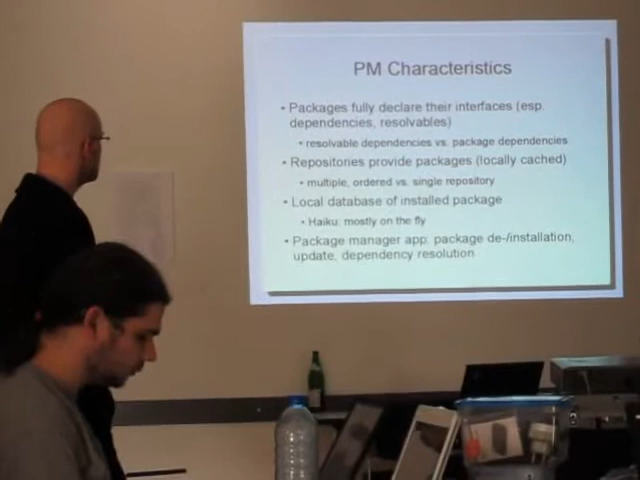 PM Characteristics
• Packages fully declare their interfaces (esp.
dependencies, resolvables)
• resolvable dependencies vs. package dependencies
• Repositories provide packages (locally cached)
• multiple, ordered vs. single repository
• Local database of installed package
• Haiku: mostly on the fly
• Package manager app: package de-/installation,
update, dependency resolution